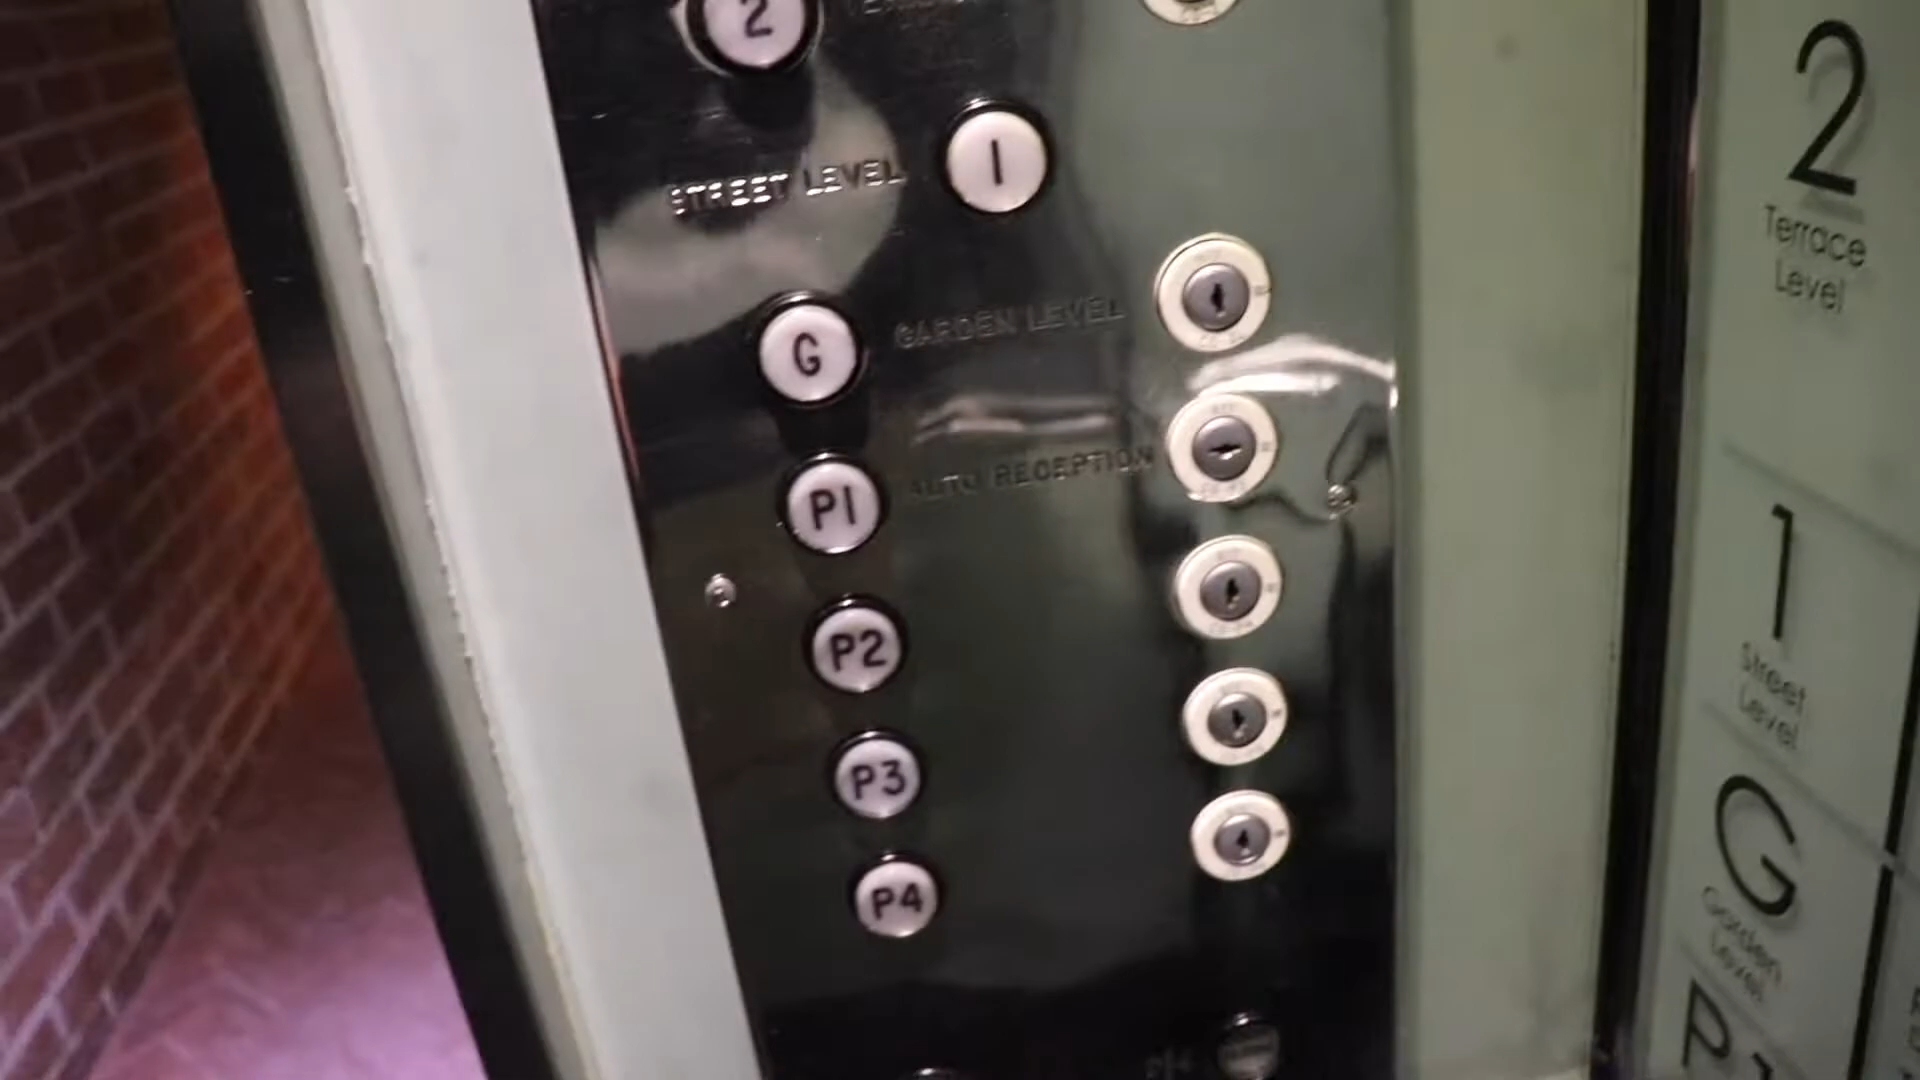 2
STREET LEVEL 1
G GARDEN LEVEL
P1 AUTO RECEPTION
P2
P3
P4
2
Terrace
Level
1
Street
Level
G
Garden
Level